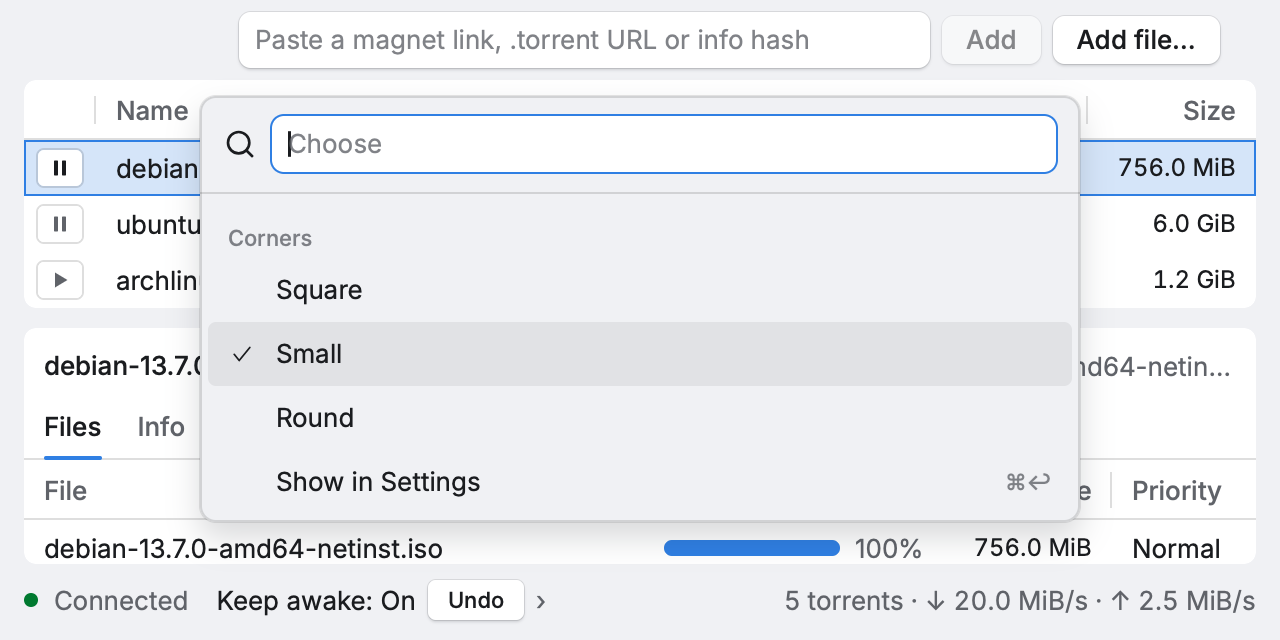 Paste a magnet link, .torrent URL or info hash Add Add file...
Name Size
Choose
debian 756.0 MiB
ubuntu 6.0 GiB
Corners
Square
archlin 1.2 GiB
Small
debian-13.7.0 md64-netin...
Round
Files Info
Show in Settings ⌘↩
File Priority
debian-13.7.0-amd64-netinst.iso 100% 756.0 MiB Normal
Connected Keep awake: On Undo › 5 torrents · ↓ 20.0 MiB/s · ↑ 2.5 MiB/s